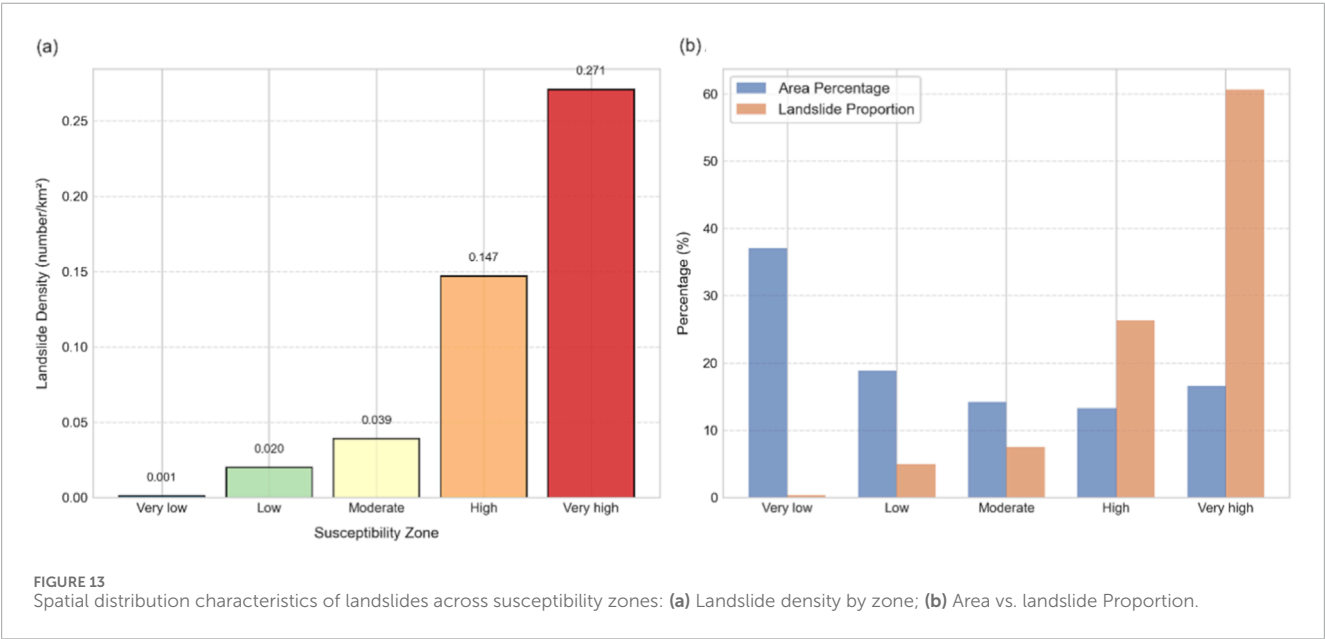 (a)
0.271
0.147
0.039
0.020
0.001
0.25
0.20
0.15
0.10
0.05
0.00
Landslide Density (number/km²)
Very low Low Moderate High Very high
Susceptibility Zone
(b)
Area Percentage
Landslide Proportion
60
50
40
30
20
10
0
Percentage (%)
Very low Low Moderate High Very high
FIGURE 13
Spatial distribution characteristics of landslides across susceptibility zones: (a) Landslide density by zone; (b) Area vs. landslide Proportion.